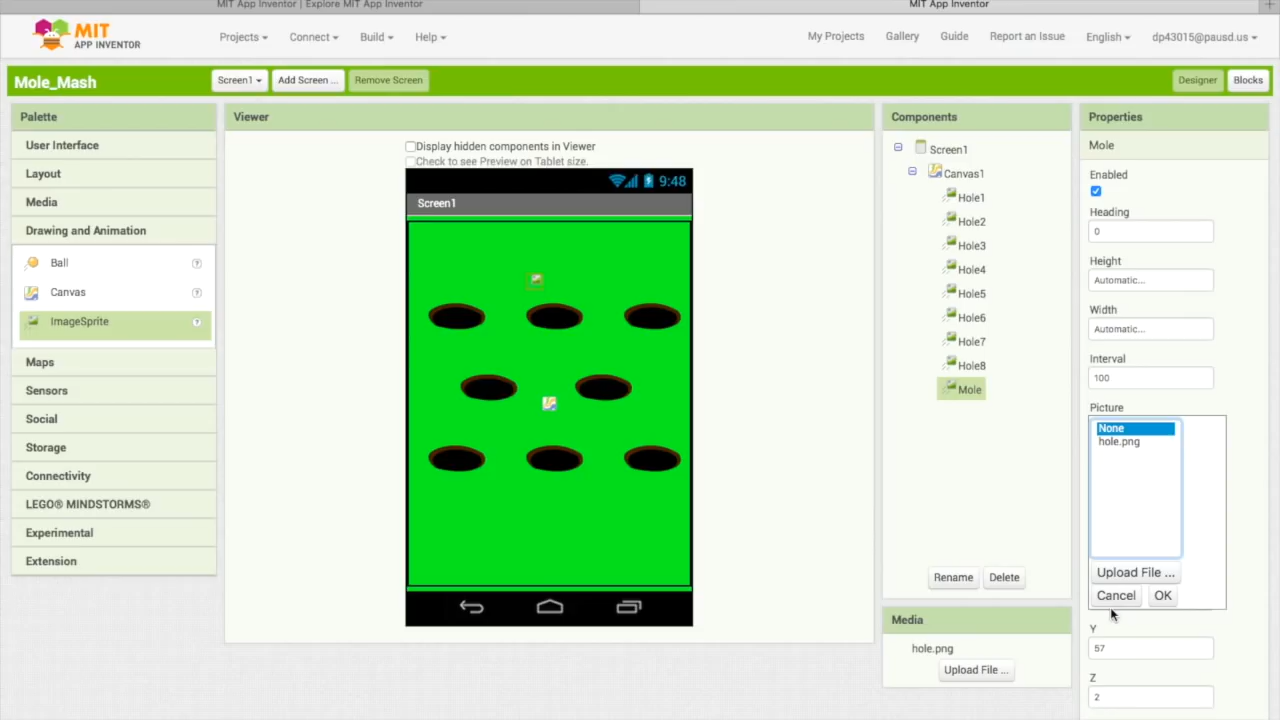 MIT App Inventor | Explore MIT App Inventor
MIT App Inventor
MIT
APP INVENTOR
Projects
Connect
Build
Help
My Projects
Gallery
Guide
Report an Issue
English
dp43015@pausd.us
Mole_Mash
Screen1
Add Screen ...
Remove Screen
Designer
Blocks
Palette
User Interface
Layout
Media
Drawing and Animation
Ball ?
Canvas ?
ImageSprite ?
Maps
Sensors
Social
Storage
Connectivity
LEGO® MINDSTORMS®
Experimental
Extension
Viewer
Display hidden components in Viewer
Check to see Preview on Tablet size.
9:48
Screen1
Components
Screen1
Canvas1
Hole1
Hole2
Hole3
Hole4
Hole5
Hole6
Hole7
Hole8
Mole
Rename
Delete
Media
hole.png
Upload File ...
Properties
Mole
Enabled
Heading
0
Height
Automatic...
Width
Automatic...
Interval
100
Picture
None
hole.png
Upload File ...
Cancel
OK
Y
57
Z
2